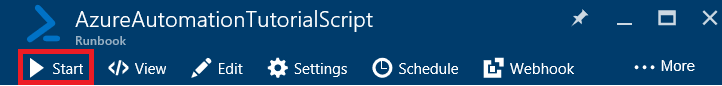 AzureAutomationTutorialScript
Runbook
Start View Edit Settings Schedule Webhook ••• More